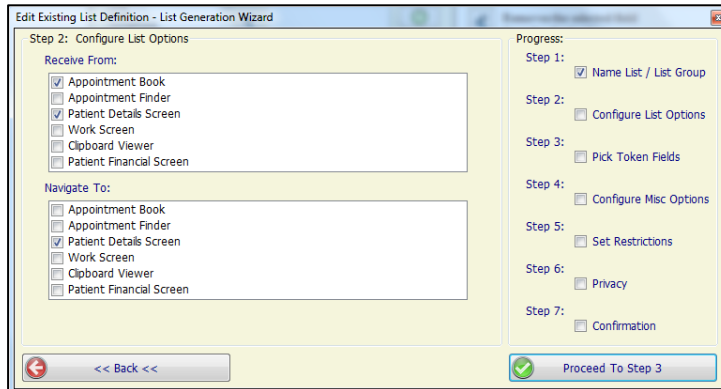 Edit Existing List Definition - List Generation Wizard
Step 2: Configure List Options
Receive From:
Appointment Book
Appointment Finder
Patient Details Screen
Work Screen
Clipboard Viewer
Patient Financial Screen
Navigate To:
Appointment Book
Appointment Finder
Patient Details Screen
Work Screen
Clipboard Viewer
Patient Financial Screen
<< Back <<
Progress:
Step 1:
Name List / List Group
Step 2:
Configure List Options
Step 3:
Pick Token Fields
Step 4:
Configure Misc Options
Step 5:
Set Restrictions
Step 6:
Privacy
Step 7:
Confirmation
Proceed To Step 3